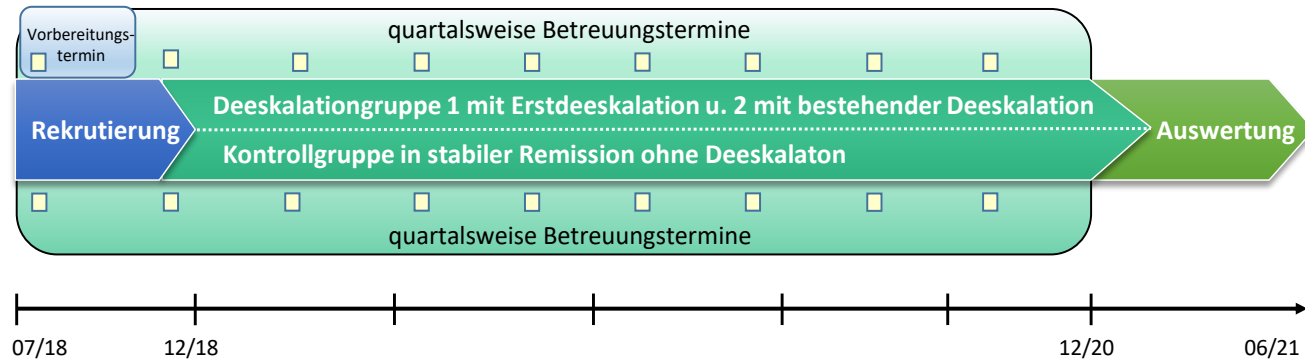 Vorbereitungs-
termin
quartalsweise Betreuungstermine
Rekrutierung
Deeskalationgruppe 1 mit Erstdeeskalation u. 2 mit bestehender Deeskalation
Kontrollgruppe in stabiler Remission ohne Deeskalaton
Auswertung
quartalsweise Betreuungstermine
07/18
12/18
12/20
06/21